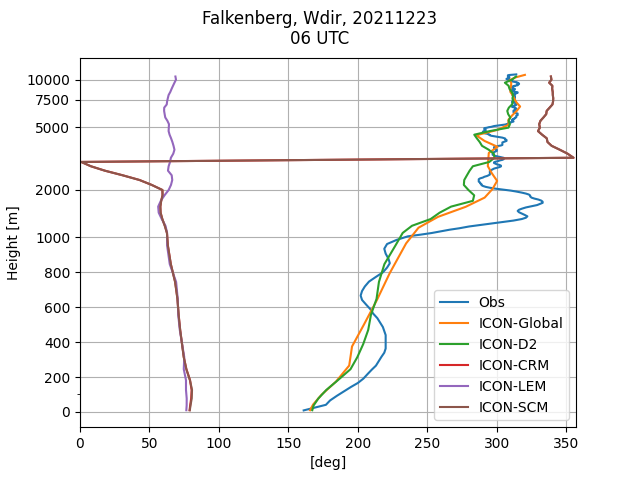 Falkenberg, Wdir, 20211223
06 UTC
Height [m]
10000
7500
5000
2000
1000
800
600
400
200
0
0 50 100 150 200 250 300 350
[deg]
Obs
ICON-Global
ICON-D2
ICON-CRM
ICON-LEM
ICON-SCM